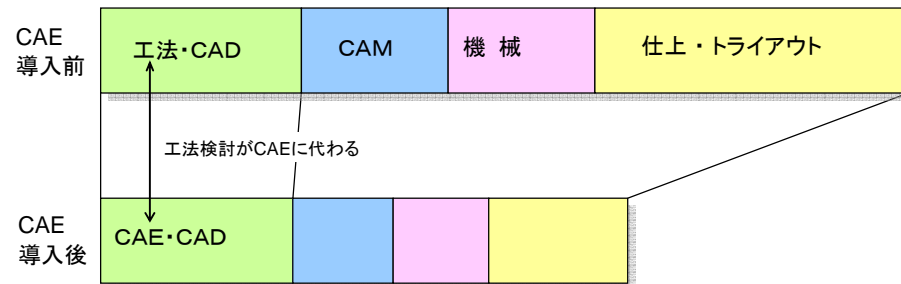 CAE
導入前
工法・CAD
CAM
機 械
仕上・トライアウト
工法検討がCAEに代わる
CAE
導入後
CAE・CAD